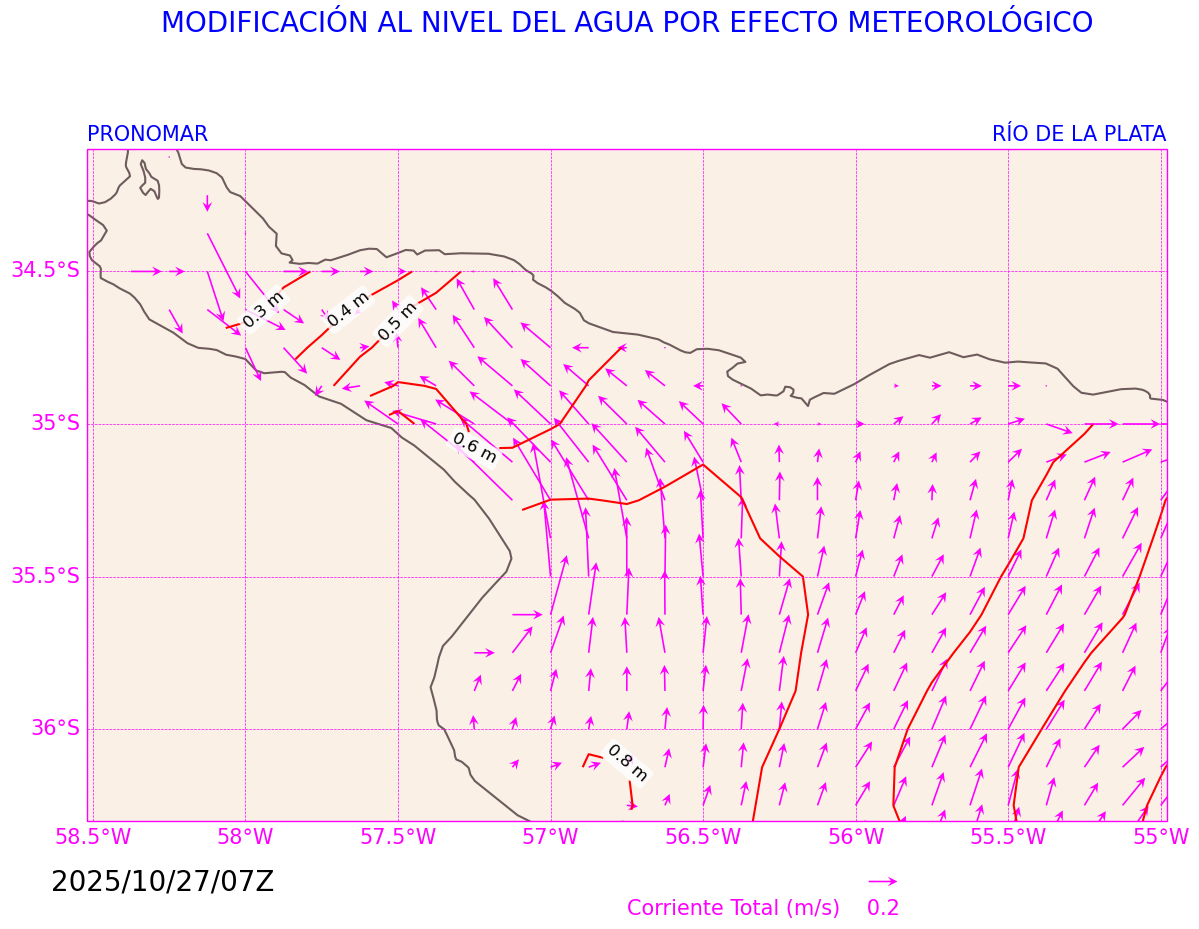 MODIFICACIÓN AL NIVEL DEL AGUA POR EFECTO METEOROLÓGICO
PRONOMAR RÍO DE LA PLATA
34.5°S
0.3 m
0.4 m
0.5 m
35°S
0.6 m
35.5°S
36°S
0.8 m
58.5°W 58°W 57.5°W 57°W 56.5°W 56°W 55.5°W 55°W
2025/10/27/07Z
Corriente Total (m/s) 0.2